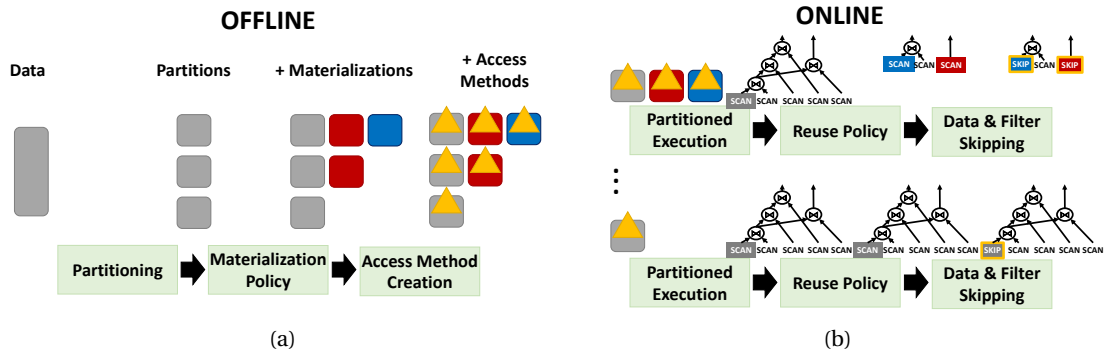 OFFLINE
Data
Partitions
+ Materializations
+ Access
Methods
Partitioning
Materialization
Policy
Access Method
Creation
(a)
ONLINE
SCAN SCAN SCAN SCAN SCAN
SCAN SCAN SCAN
SKIP SCAN SKIP
Partitioned
Execution
Reuse Policy
Data & Filter
Skipping
SCAN SCAN SCAN SCAN SCAN
SCAN SCAN SCAN SCAN SCAN
SKIP SCAN SCAN SCAN SCAN
Partitioned
Execution
Reuse Policy
Data & Filter
Skipping
(b)